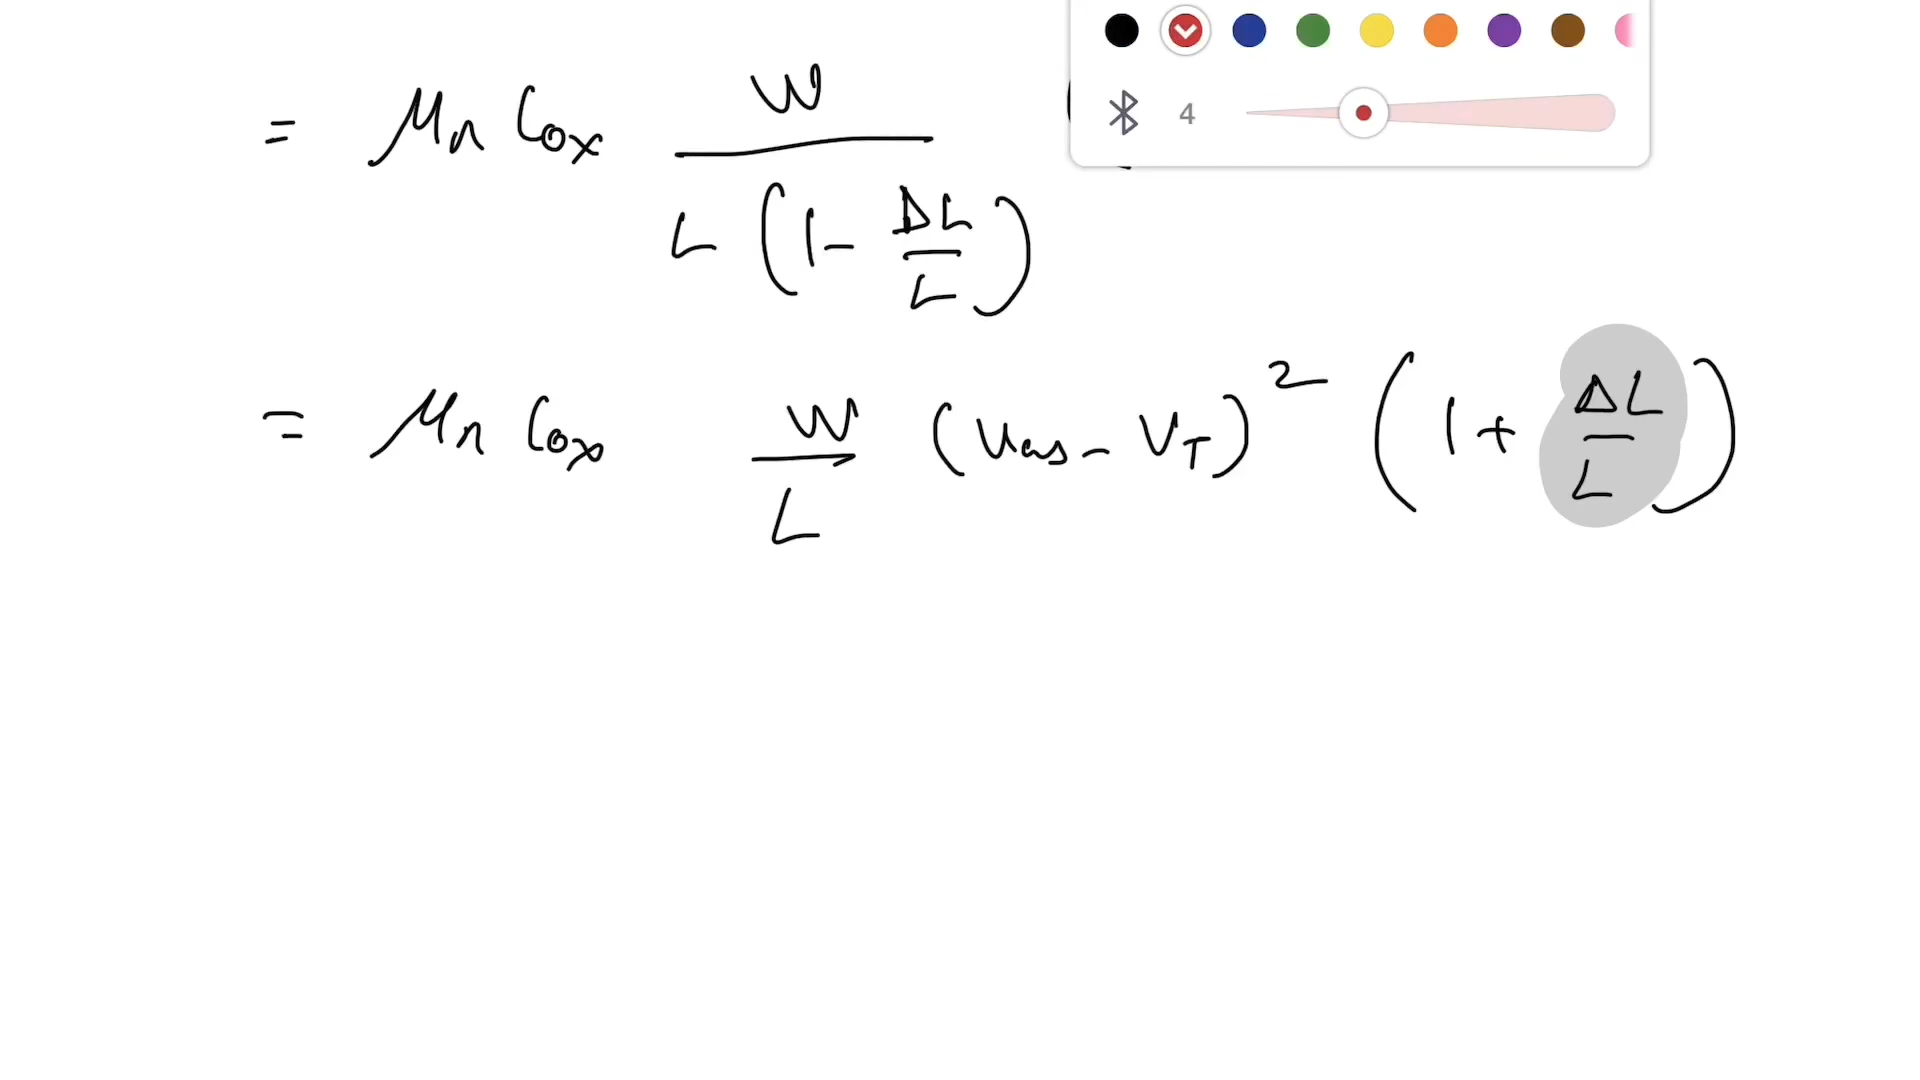 4
= μn Cox W / L (1 - ΔL / L)
= μn Cox W / L (VGS - VT)² (1 + ΔL / L)